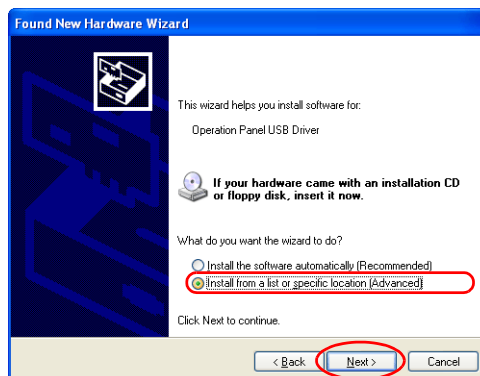 Found New Hardware Wizard
This wizard helps you install software for:
Operation Panel USB Driver
If your hardware came with an installation CD
or floppy disk, insert it now.
What do you want the wizard to do?
Install the software automatically (Recommended)
Install from a list or specific location (Advanced)
Click Next to continue.
< Back
Next >
Cancel